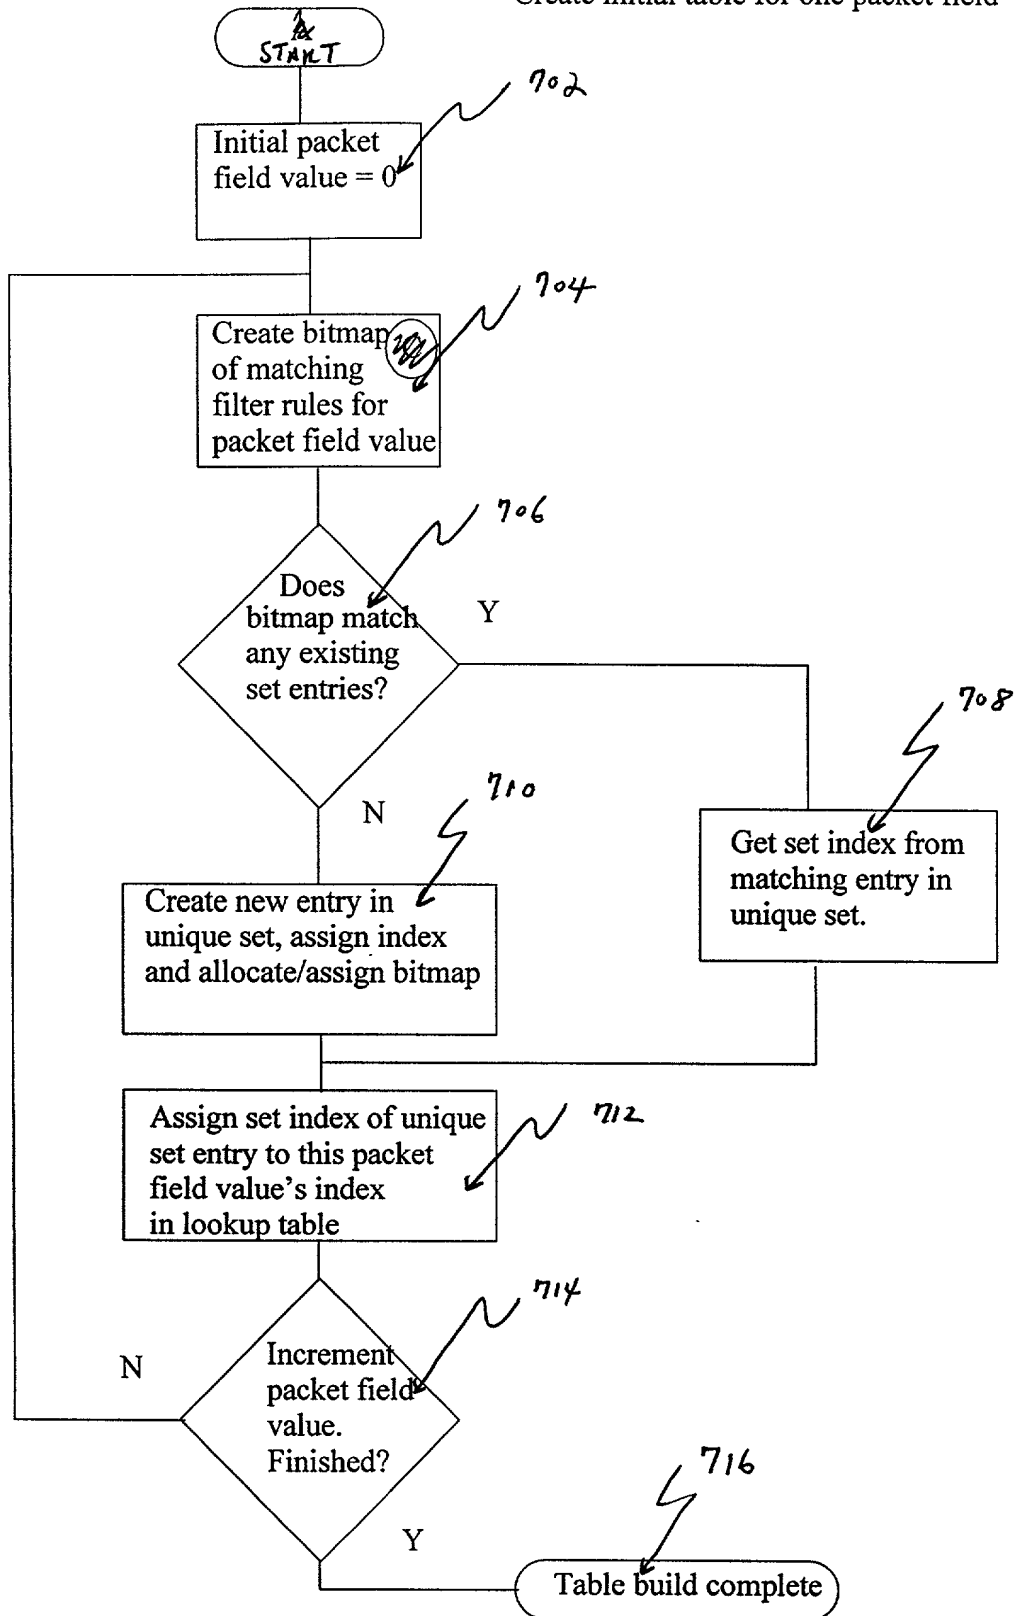 Create initial table for one packet field
START
702
Initial packet
field value = 0
704
Create bitmap
of matching
filter rules for
packet field value
706
Does
bitmap match
any existing
set entries?
Y
708
710
N
Get set index from
matching entry in
unique set.
Create new entry in
unique set, assign index
and allocate/assign bitmap
712
Assign set index of unique
set entry to this packet
field value's index
in lookup table
714
N
Increment
packet field
value.
Finished?
716
Y
Table build complete